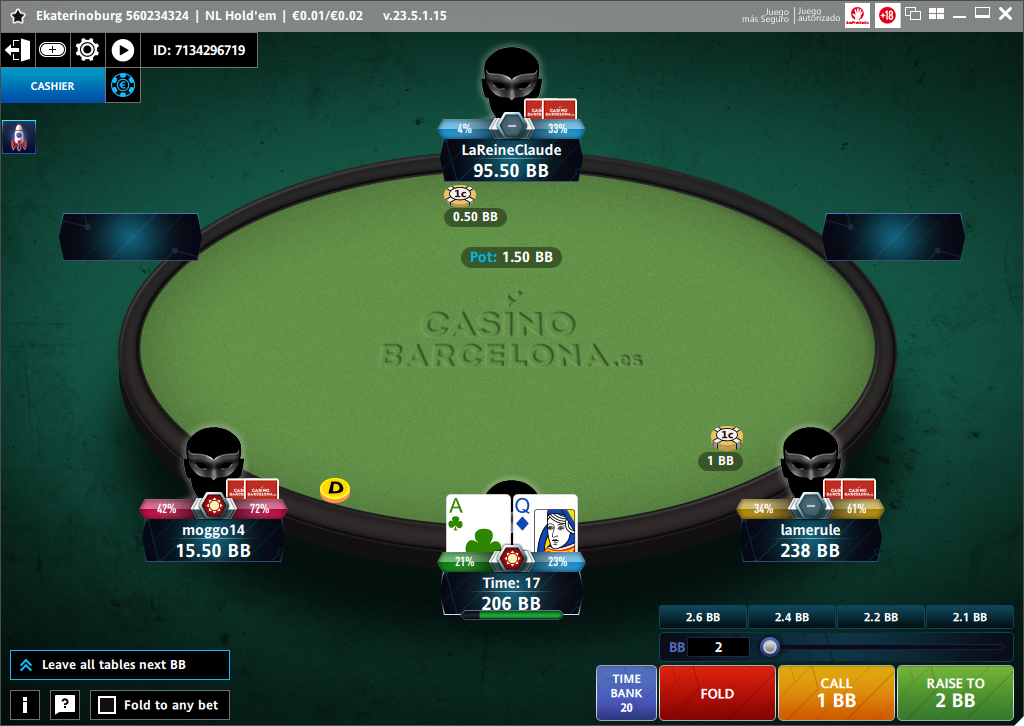 Ekaterinoburg 560234324 | NL Hold'em | €0.01/€0.02 v.23.5.1.15
Juego más Seguro
Juego autorizado
+18
ID: 7134296719
CASHIER
€
4% 33%
LaReineClaude
95.50 BB
1c
0.50 BB
Pot: 1.50 BB
CASINO
BARCELONA.es
1c
1 BB
D
42% 72%
moggo14
15.50 BB
A Q
21% 23%
Time: 17
206 BB
34% 61%
lamerule
238 BB
2.6 BB 2.4 BB 2.2 BB 2.1 BB
BB 2
Leave all tables next BB
TIME BANK 20
FOLD
CALL
1 BB
RAISE TO
2 BB
i ? Fold to any bet